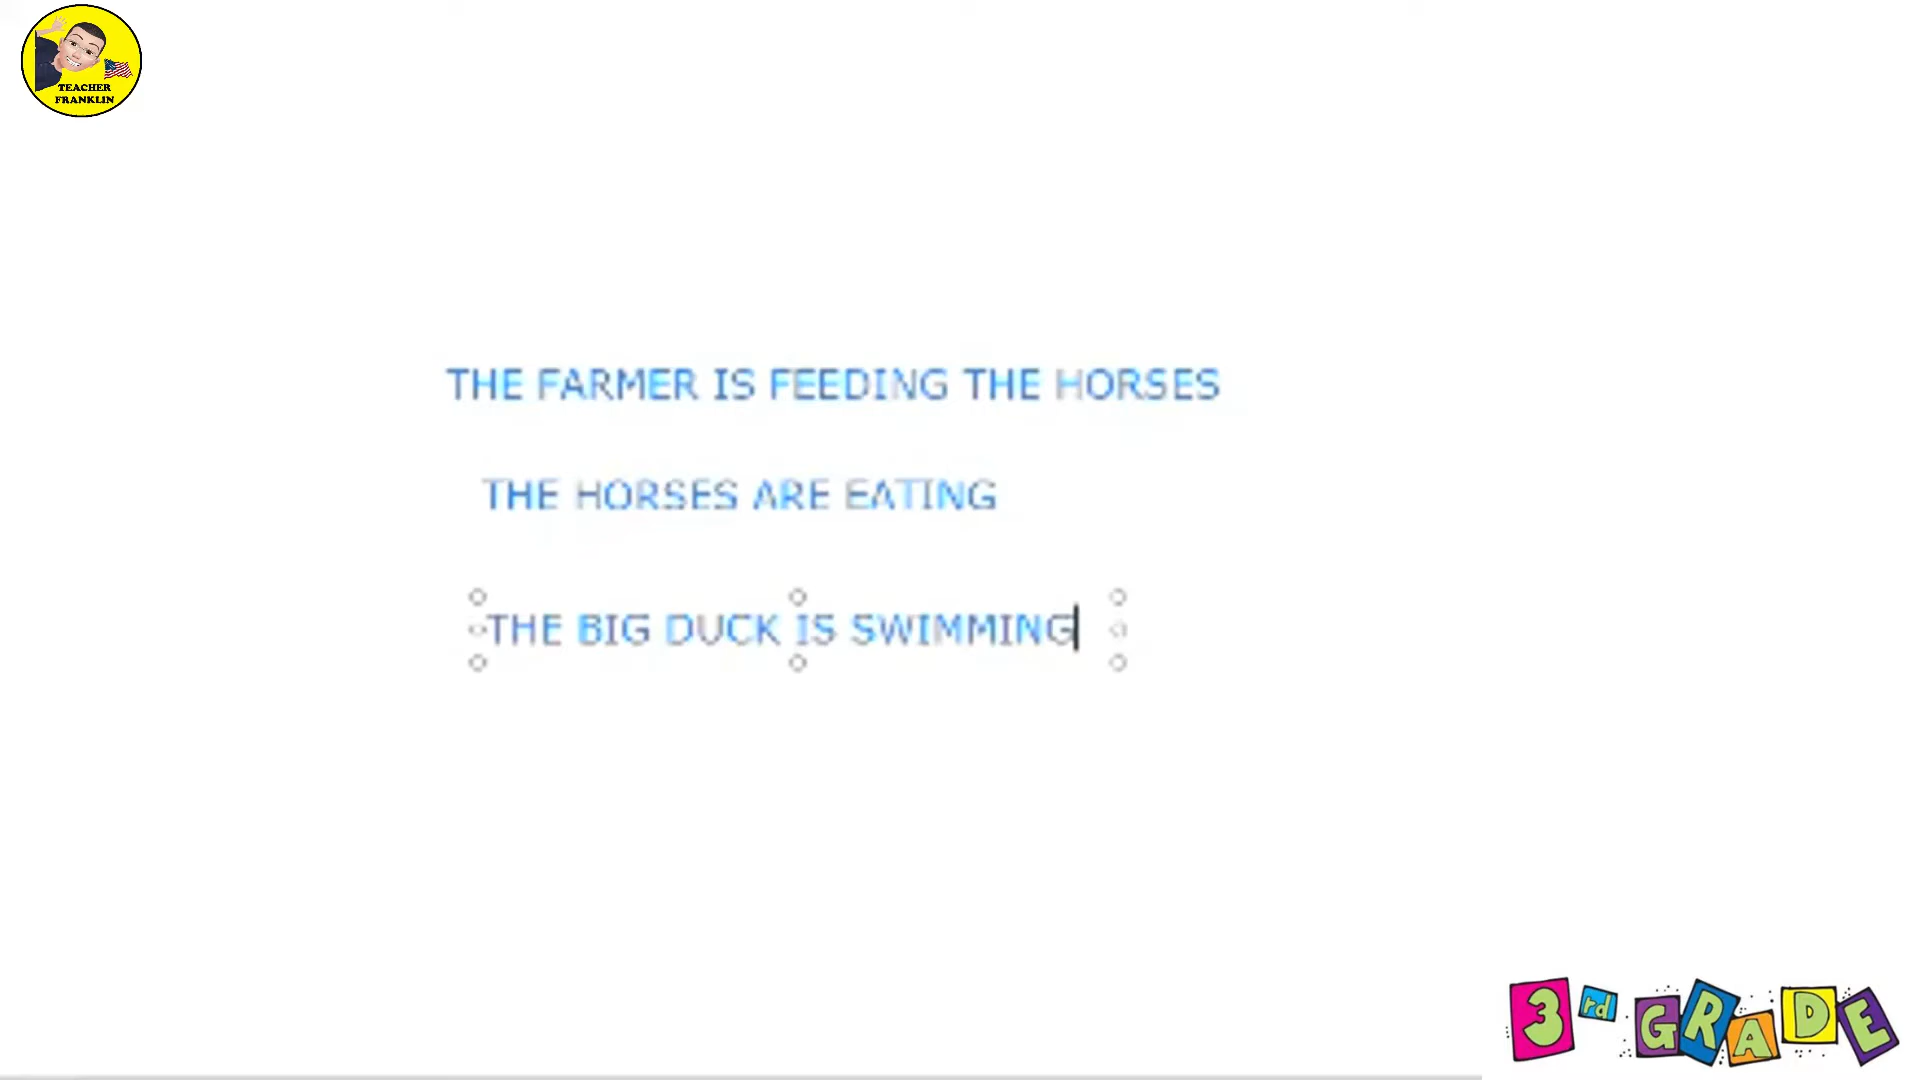 TEACHER
FRANKLIN
THE FARMER IS FEEDING THE HORSES
THE HORSES ARE EATING
THE BIG DUCK IS SWIMMING
3rd GRADE